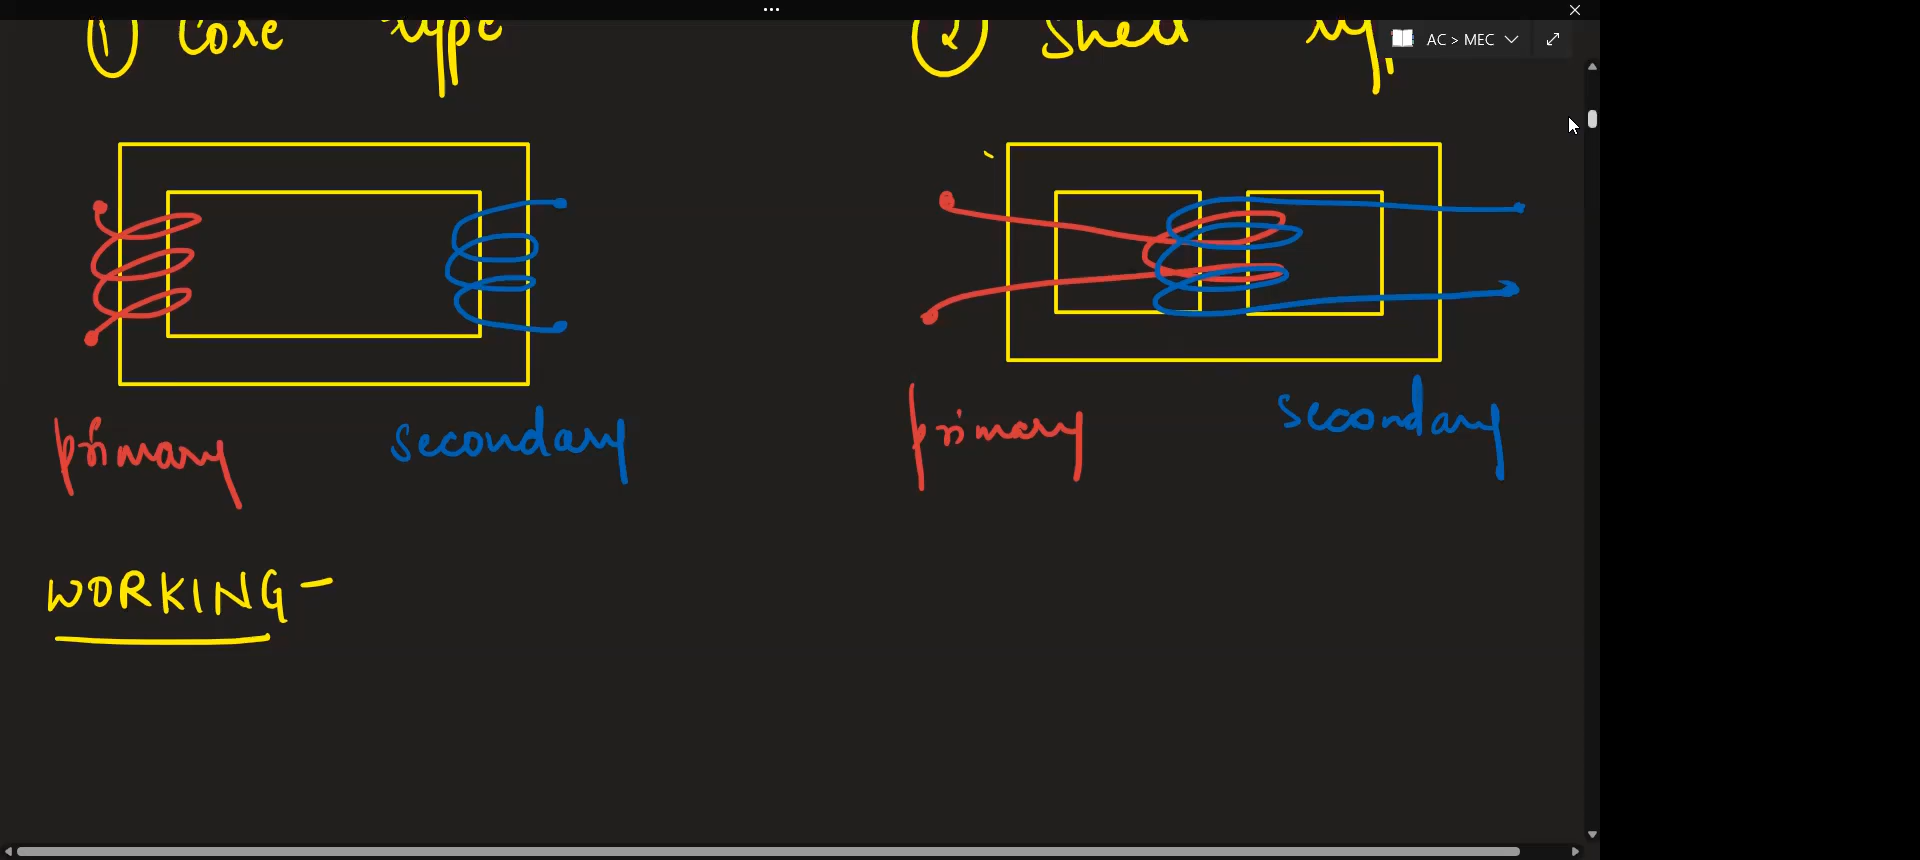 AC > MEC
① Core type
② Shell
primary
secondary
primary
secondary
WORKING -